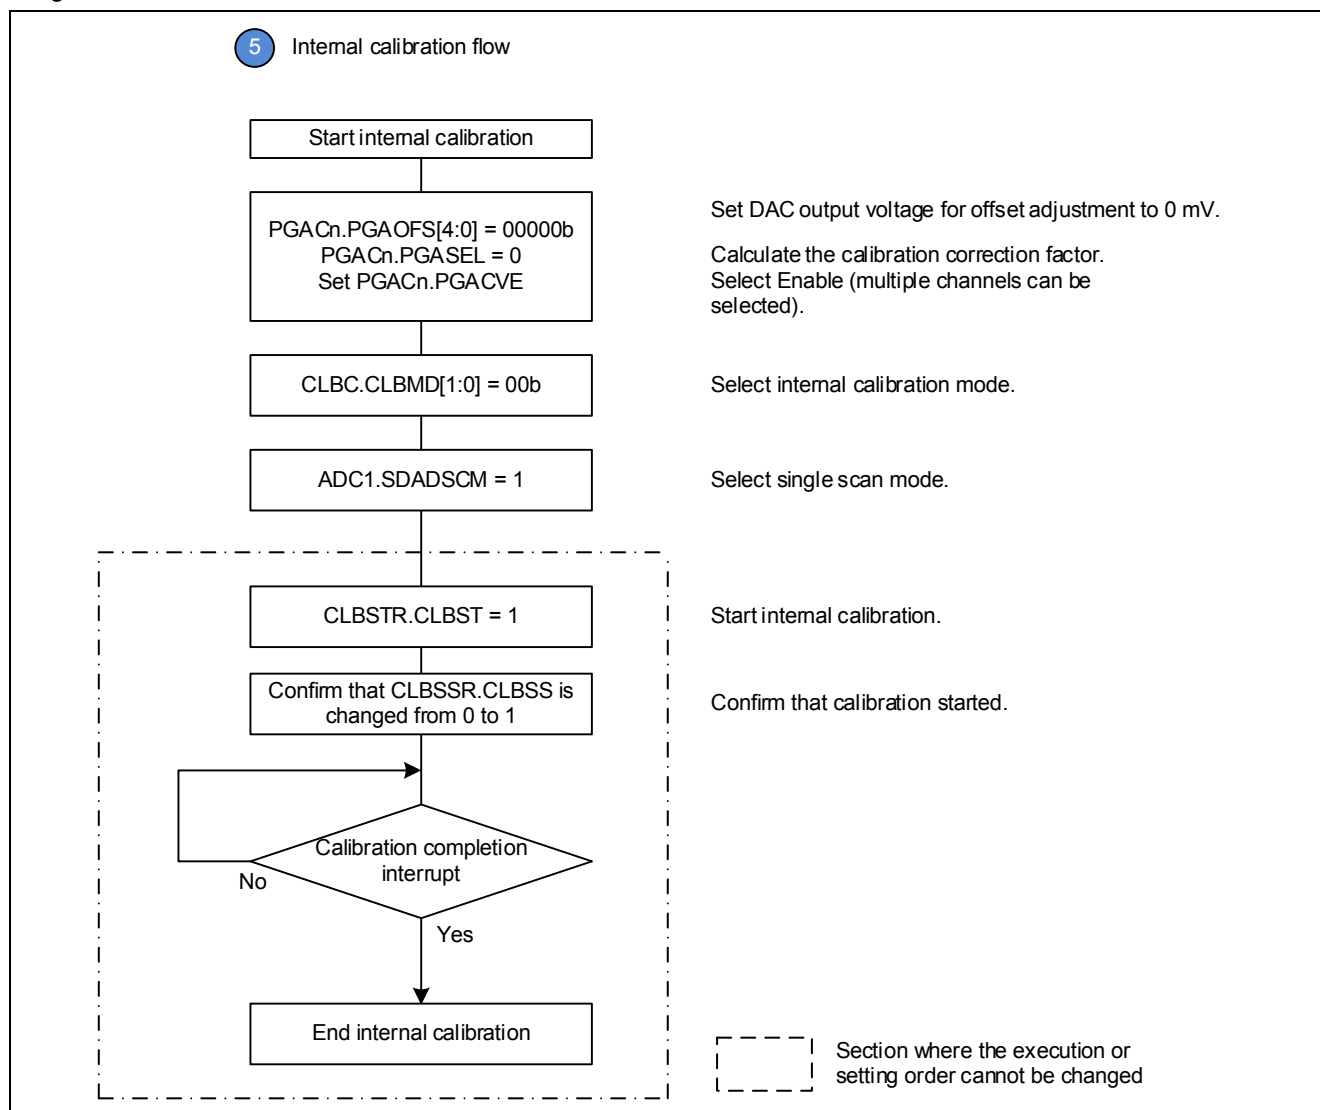 5 Internal calibration flow
Start internal calibration
PGACn.PGAOFS[4:0] = 00000b
PGACn.PGASEL = 0
Set PGACn.PGACVE
Set DAC output voltage for offset adjustment to 0 mV.
Calculate the calibration correction factor.
Select Enable (multiple channels can be
selected).
CLBC.CLBMD[1:0] = 00b
Select internal calibration mode.
ADC1.SDADSCM = 1
Select single scan mode.
CLBSTR.CLBST = 1
Start internal calibration.
Confirm that CLBSSR.CLBSS is
changed from 0 to 1
Confirm that calibration started.
Calibration completion
interrupt
No
Yes
End internal calibration
Section where the execution or
setting order cannot be changed